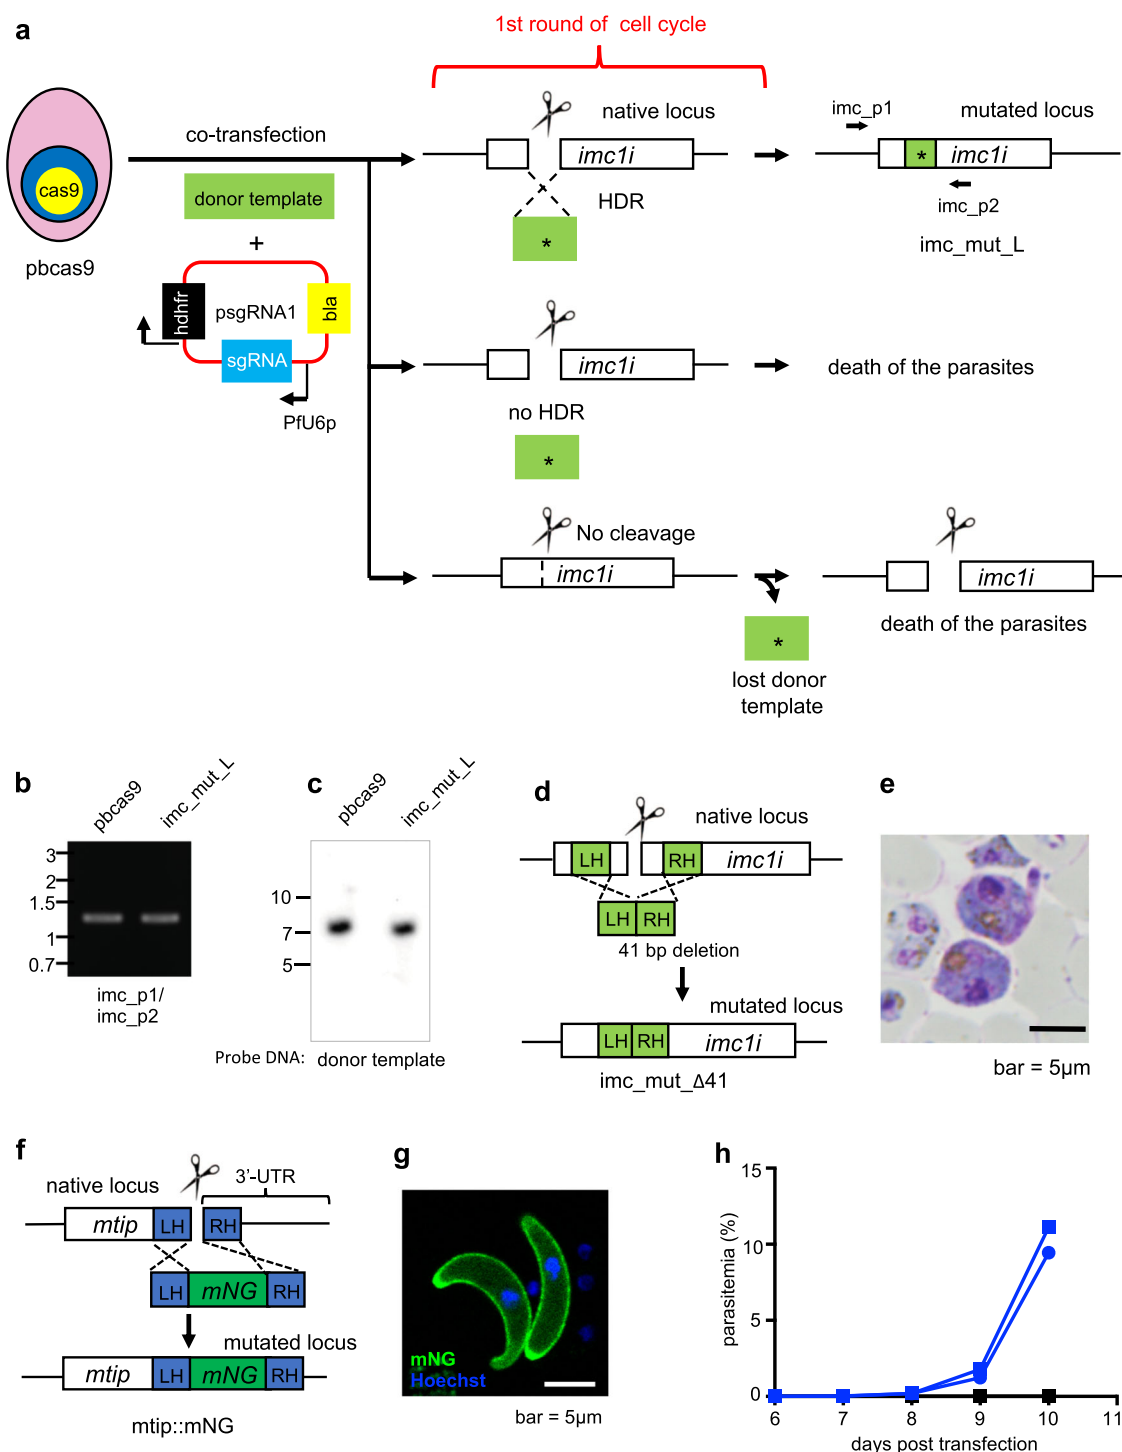 a
1st round of cell cycle
cas9
pbcas9
co-transfection
donor template
+
hdhfr
psgRNA1
bla
sgRNA
PfU6p
native locus
imc1i
HDR
*
imc_p1
mutated locus
* imc1i
imc_p2
imc_mut_L
imc1i
no HDR
*
death of the parasites
No cleavage
imc1i
*
lost donor
template
imc1i
death of the parasites
b
pbcas9
imc_mut_L
3
2
1.5
1
0.7
imc_p1/
imc_p2
c
pbcas9
imc_mut_L
10
7
5
Probe DNA: donor template
d
native locus
LH RH imc1i
LH RH
41 bp deletion
mutated locus
LH RH imc1i
imc_mut_Δ41
e
bar = 5μm
f
native locus
3'-UTR
mtip LH RH
LH mNG RH
mutated locus
mtip LH mNG RH
mtip::mNG
g
mNG
Hoechst
bar = 5μm
h
parasitemia (%)
15
10
5
0
6 7 8 9 10 11
days post transfection